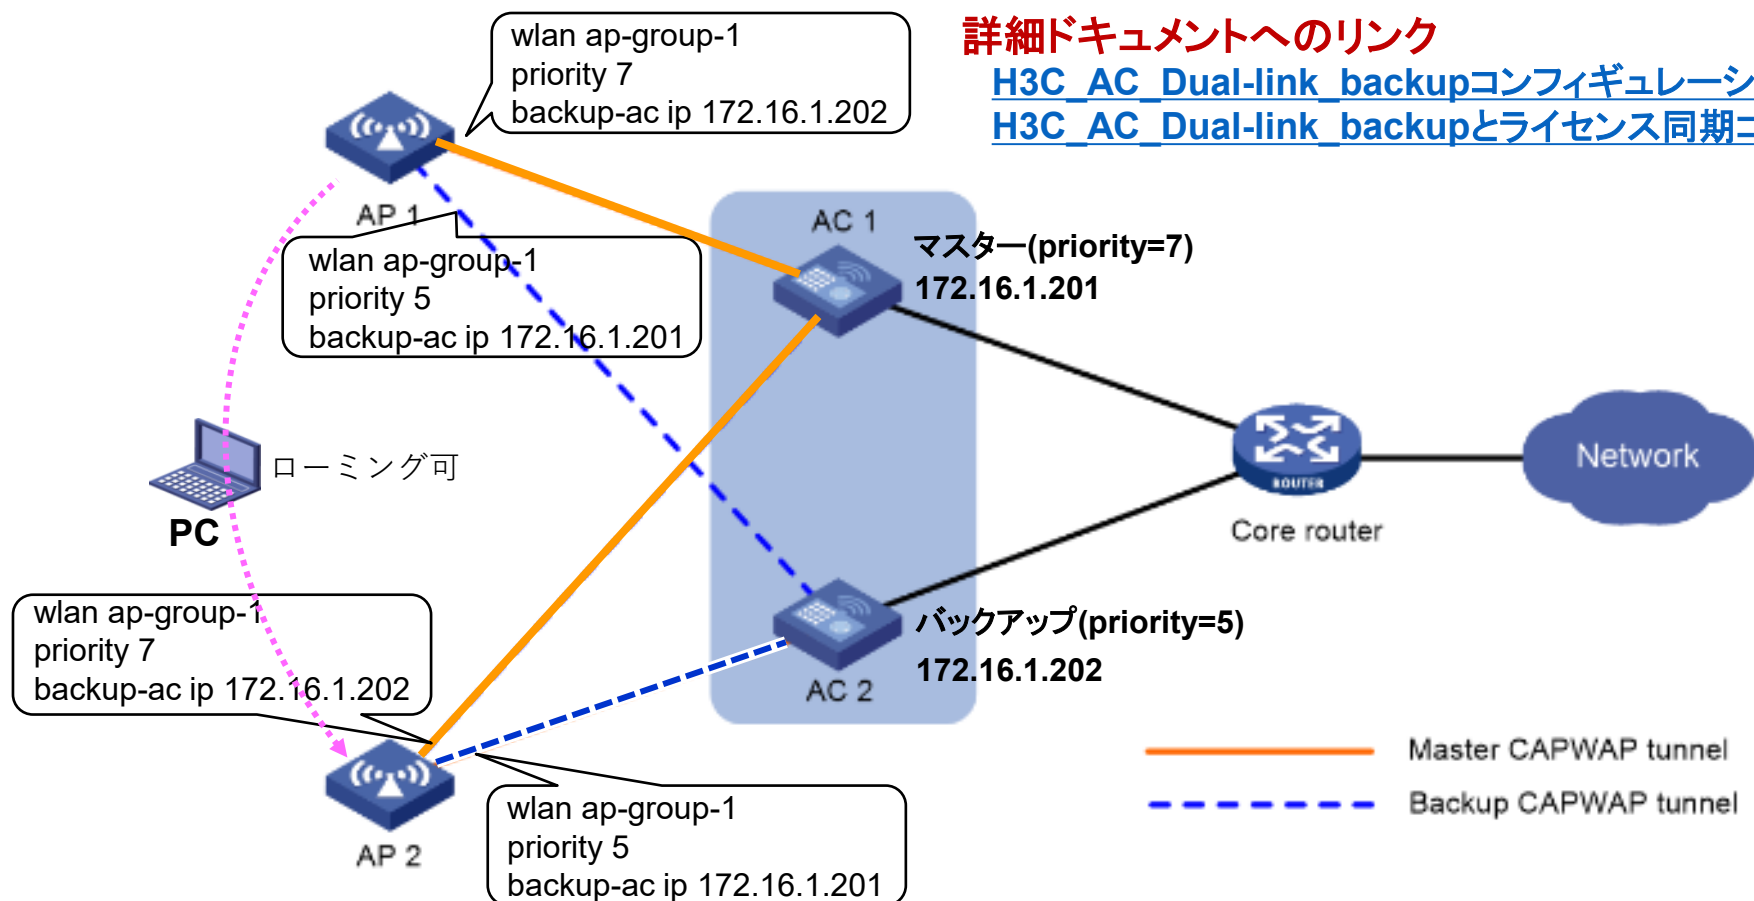 詳細ドキュメントへのリンク
H3C_AC_Dual-link_backupコンフィギュレーシ
H3C_AC_Dual-link_backupとライセンス同期コ
wlan ap-group-1
priority 7
backup-ac ip 172.16.1.202
AP 1
wlan ap-group-1
priority 5
backup-ac ip 172.16.1.201
AC 1
マスター(priority=7)
172.16.1.201
ローミング可
PC
ROUTER
Core router
Network
wlan ap-group-1
priority 7
backup-ac ip 172.16.1.202
バックアップ(priority=5)
172.16.1.202
AC 2
AP 2
wlan ap-group-1
priority 5
backup-ac ip 172.16.1.201
Master CAPWAP tunnel
Backup CAPWAP tunnel